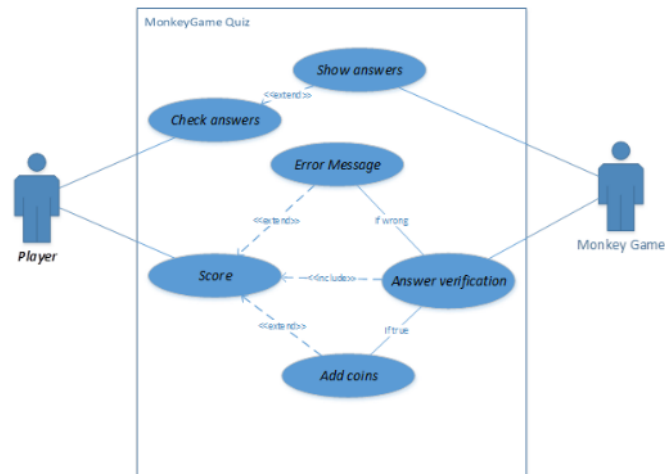 MonkeyGame Quiz
Show answers
<<extend>>
Check answers
Error Message
<<extend>>
if wrong
Player
Monkey Game
Score
<<include>>
Answer verification
<<extend>>
if true
Add coins